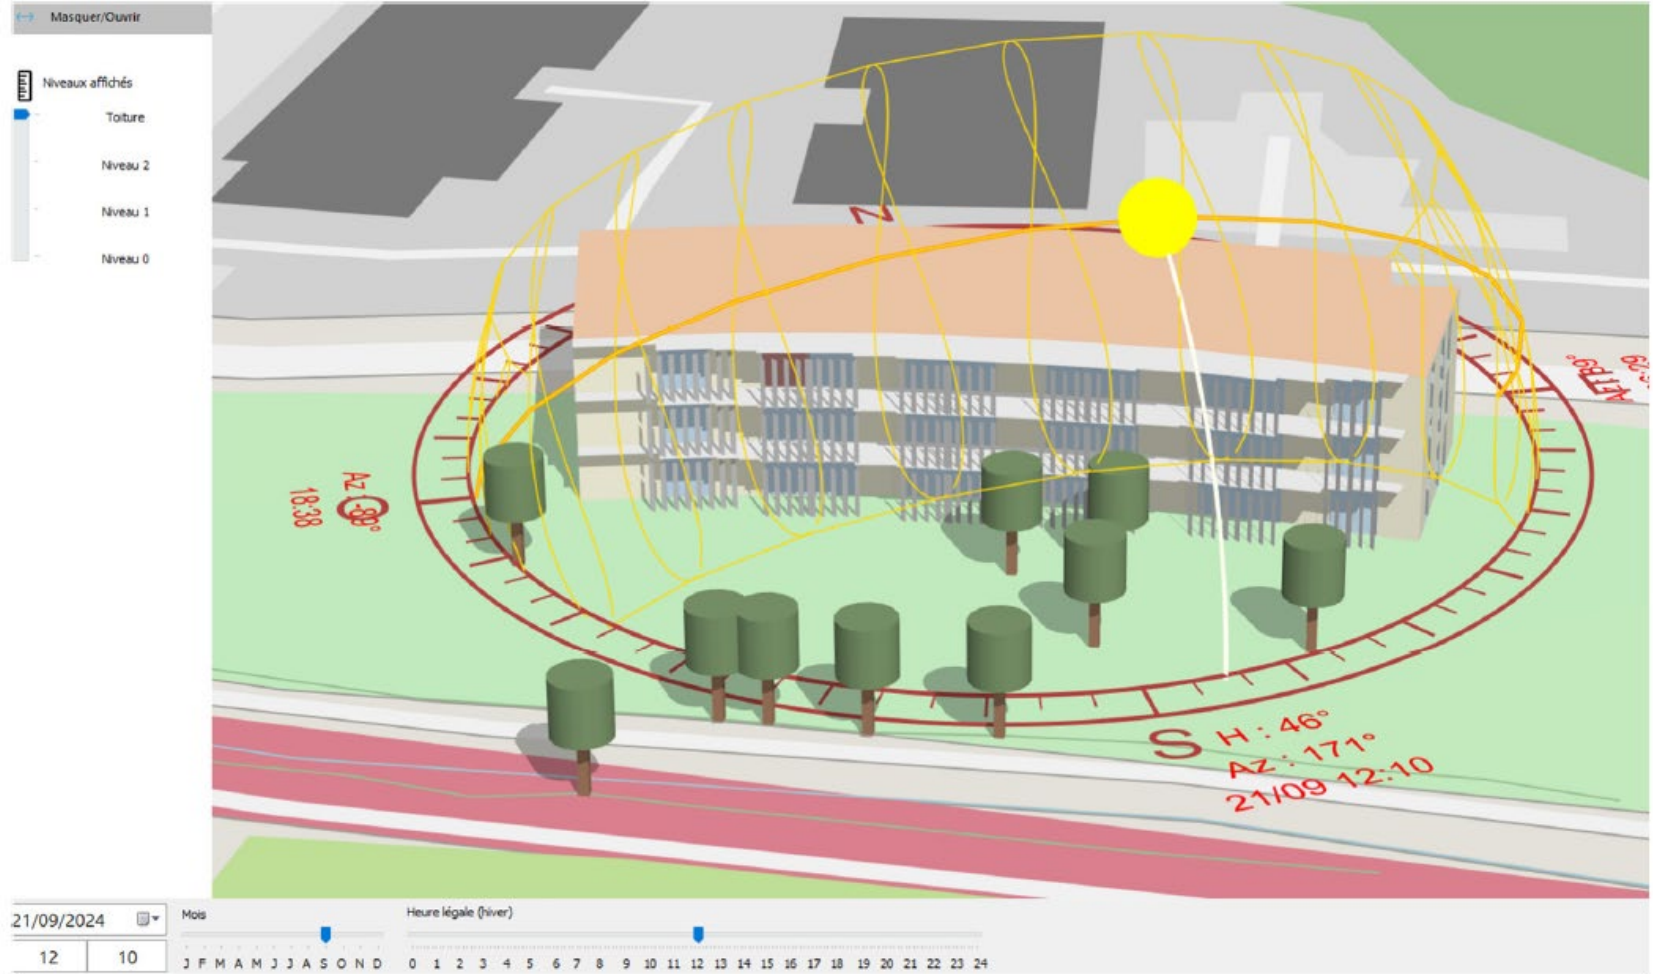 Masquer/Ouvrir
Niveaux affichés
Toiture
Niveau 2
Niveau 1
Niveau 0
N
18:38
S
H : 46°
Az : 171°
21/09 12:10
21/09/2024
12 10
Mois
J F M A M J J A S O N D
Heure légale (hiver)
0 1 2 3 4 5 6 7 8 9 10 11 12 13 14 15 16 17 18 19 20 21 22 23 24